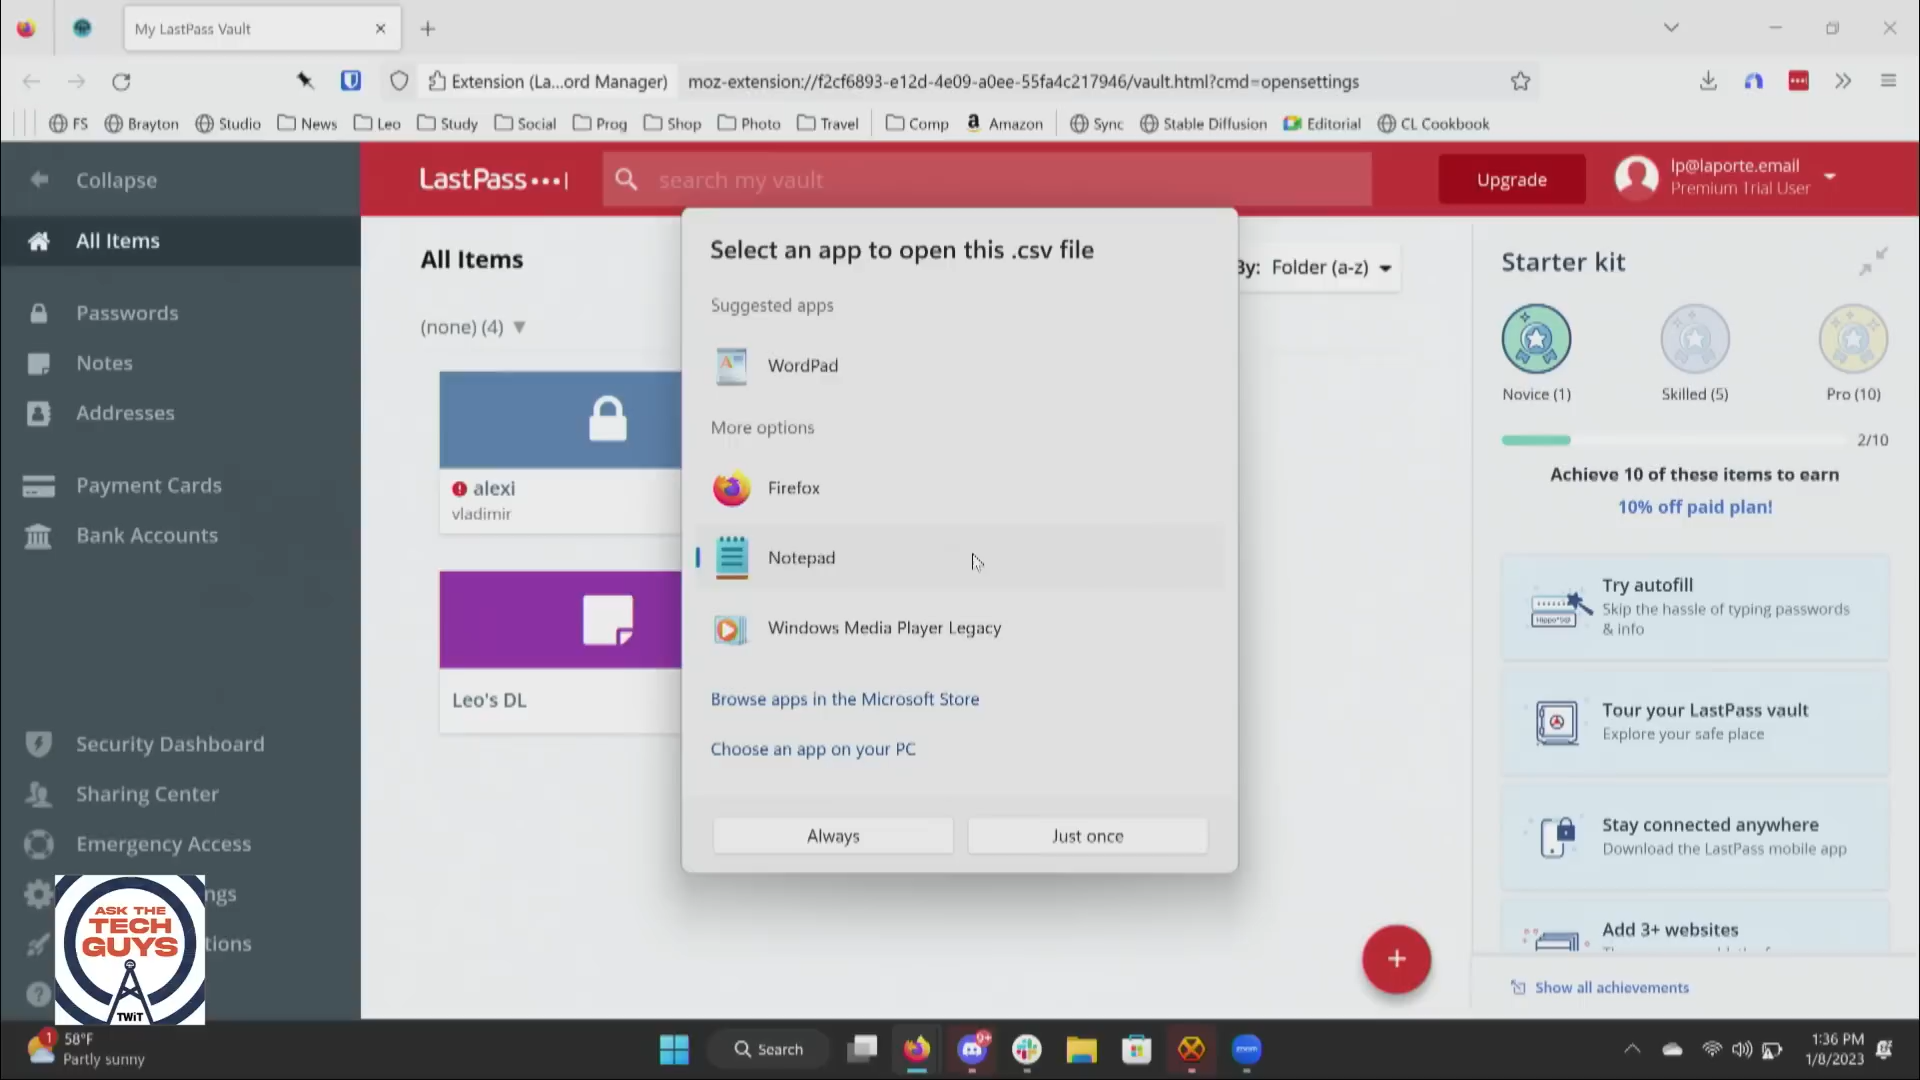 My LastPass Vault
Extension (La...ord Manager)
moz-extension://f2cf6893-e12d-4e09-a0ee-55fa4c217946/vault.html?cmd=opensettings
FS
Brayton
Studio
News
Leo
Study
Social
Prog
Shop
Photo
Travel
Comp
Amazon
Sync
Stable Diffusion
Editorial
CL Cookbook
Collapse
LastPass
search my vault
Upgrade
lp@laporte.email
Premium Trial User
All Items
Passwords
Notes
Addresses
Payment Cards
Bank Accounts
Security Dashboard
Sharing Center
Emergency Access
ngs
tions
All Items
By: Folder (a-z)
(none) (4)
alexi
vladimir
Leo's DL
Select an app to open this .csv file
Suggested apps
WordPad
More options
Firefox
Notepad
Windows Media Player Legacy
Browse apps in the Microsoft Store
Choose an app on your PC
Always
Just once
Starter kit
Novice (1)
Skilled (5)
Pro (10)
2/10
Achieve 10 of these items to earn
10% off paid plan!
Try autofill
Skip the hassle of typing passwords
& info
Tour your LastPass vault
Explore your safe place
Stay connected anywhere
Download the LastPass mobile app
Add 3+ websites
Show all achievements
ASK THE
TECH
GUYS
TWiT
1
58°F
Partly sunny
Search
9+
zoom
1:36 PM
1/8/2023